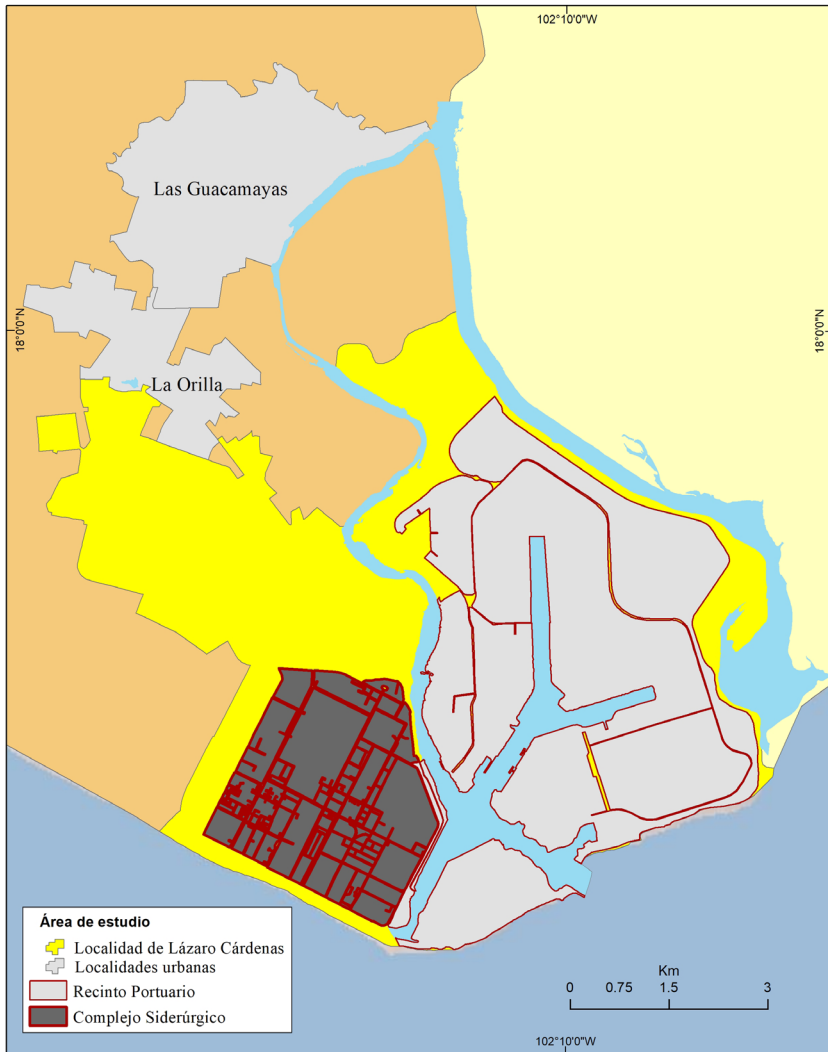 102°10'0"W
Las Guacamayas
18°0'0"N
18°0'0"N
La Orilla
Área de estudio
Localidad de Lázaro Cárdenas
Localidades urbanas
Recinto Portuario
Complejo Siderúrgico
Km
0 0.75 1.5 3
102°10'0"W